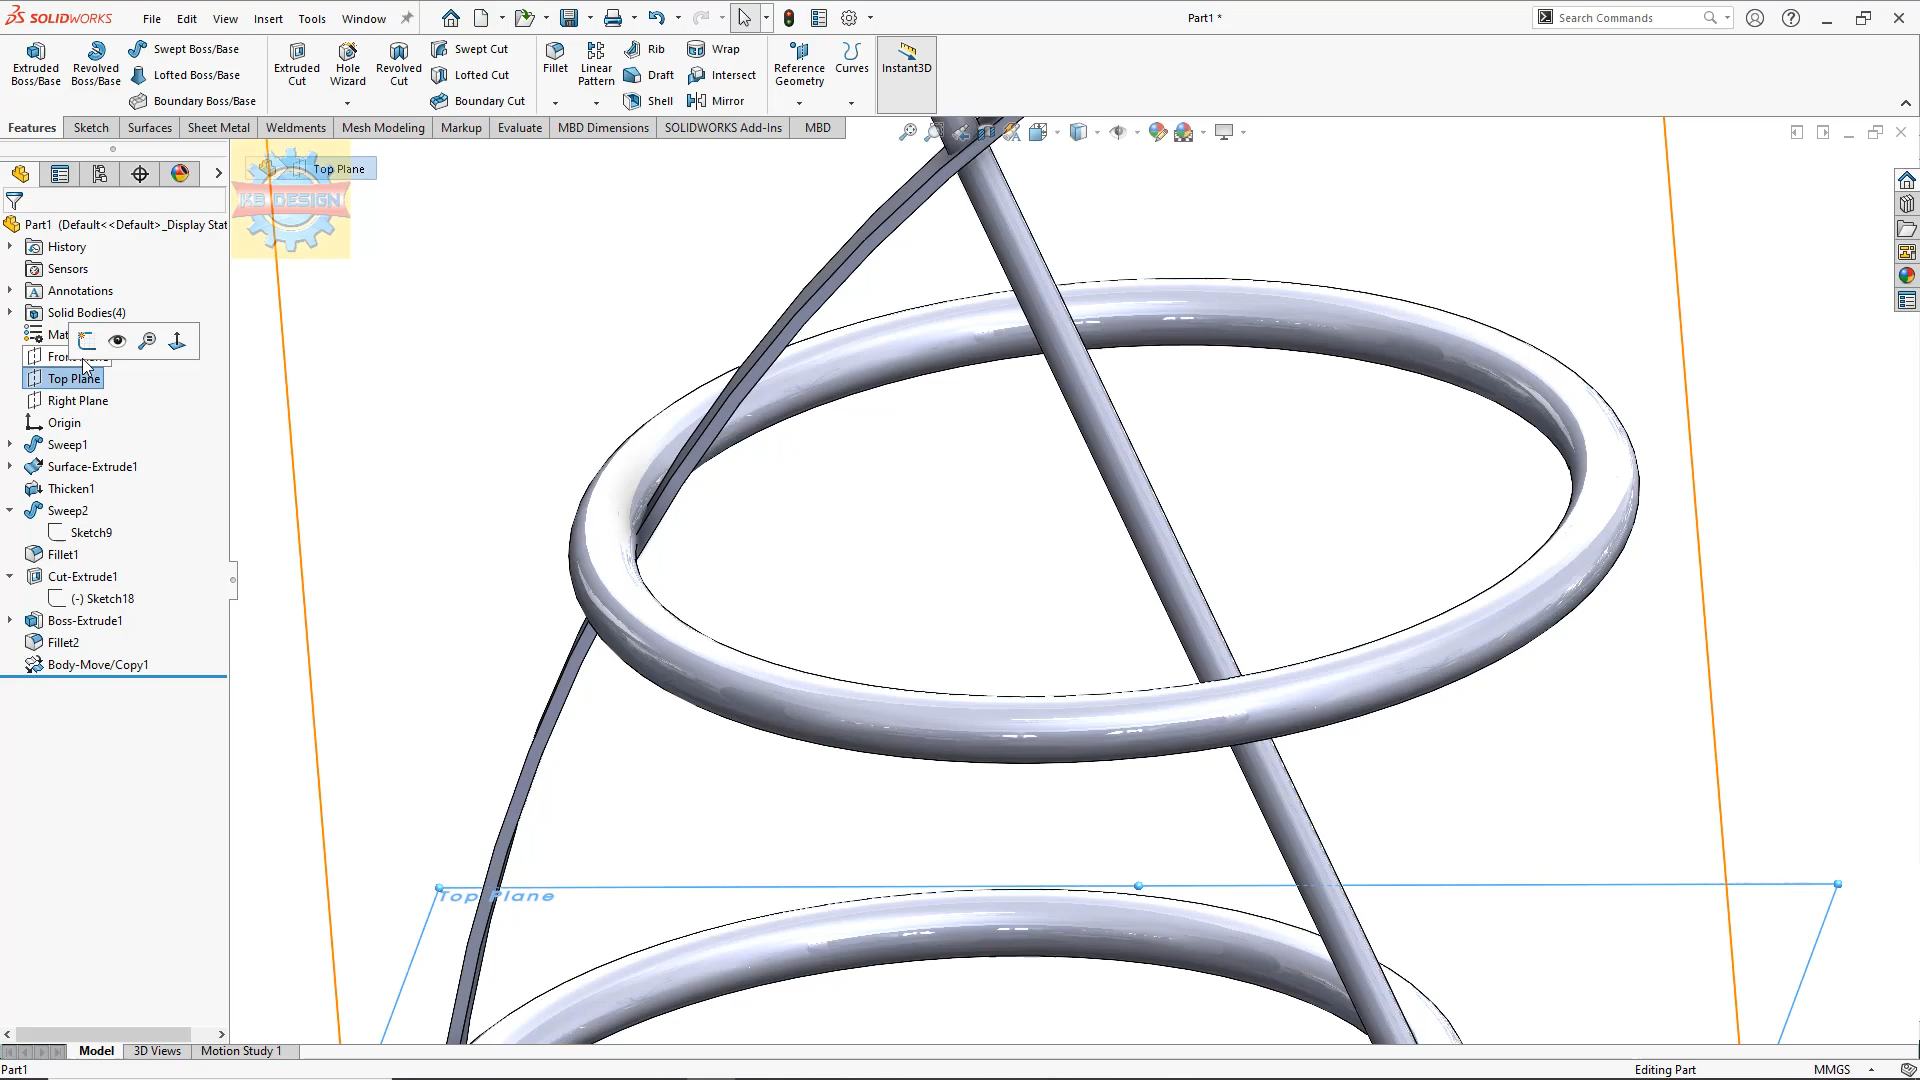 SOLIDWORKS
File Edit View Insert Tools Window
Part1 *
Search Commands
Extruded Boss/Base
Revolved Boss/Base
Swept Boss/Base
Lofted Boss/Base
Boundary Boss/Base
Extruded Cut
Hole Wizard
Revolved Cut
Swept Cut
Lofted Cut
Boundary Cut
Fillet
Linear Pattern
Rib
Draft
Shell
Wrap
Intersect
Mirror
Reference Geometry
Curves
Instant3D
Features Sketch Surfaces Sheet Metal Weldments Mesh Modeling Markup Evaluate MBD Dimensions SOLIDWORKS Add-Ins MBD
Top Plane
KB DESIGN
Part1 (Default<<Default>_Display Stat
History
Sensors
Annotations
Solid Bodies(4)
Mat
Top Plane
Right Plane
Origin
Sweep1
Surface-Extrude1
Thicken1
Sweep2
Sketch9
Fillet1
Cut-Extrude1
(-) Sketch18
Boss-Extrude1
Fillet2
Body-Move/Copy1
Top Plane
Model 3D Views Motion Study 1
Part1
Editing Part
MMGS